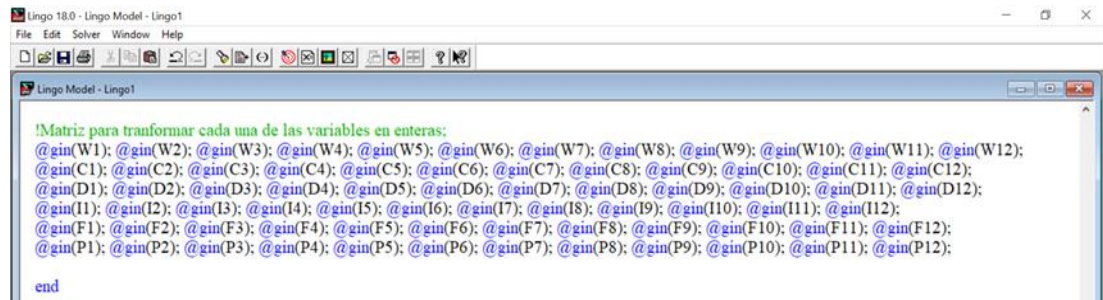 Lingo 18.0 - Lingo Model - Lingo1
File Edit Solver Window Help
Lingo Model - Lingo1
!Matriz para tranformar cada una de las variables en enteras;
@gin(W1); @gin(W2); @gin(W3); @gin(W4); @gin(W5); @gin(W6); @gin(W7); @gin(W8); @gin(W9); @gin(W10); @gin(W11); @gin(W12);
@gin(C1); @gin(C2); @gin(C3); @gin(C4); @gin(C5); @gin(C6); @gin(C7); @gin(C8); @gin(C9); @gin(C10); @gin(C11); @gin(C12);
@gin(D1); @gin(D2); @gin(D3); @gin(D4); @gin(D5); @gin(D6); @gin(D7); @gin(D8); @gin(D9); @gin(D10); @gin(D11); @gin(D12);
@gin(I1); @gin(I2); @gin(I3); @gin(I4); @gin(I5); @gin(I6); @gin(I7); @gin(I8); @gin(I9); @gin(I10); @gin(I11); @gin(I12);
@gin(F1); @gin(F2); @gin(F3); @gin(F4); @gin(F5); @gin(F6); @gin(F7); @gin(F8); @gin(F9); @gin(F10); @gin(F11); @gin(F12);
@gin(P1); @gin(P2); @gin(P3); @gin(P4); @gin(P5); @gin(P6); @gin(P7); @gin(P8); @gin(P9); @gin(P10); @gin(P11); @gin(P12);
end